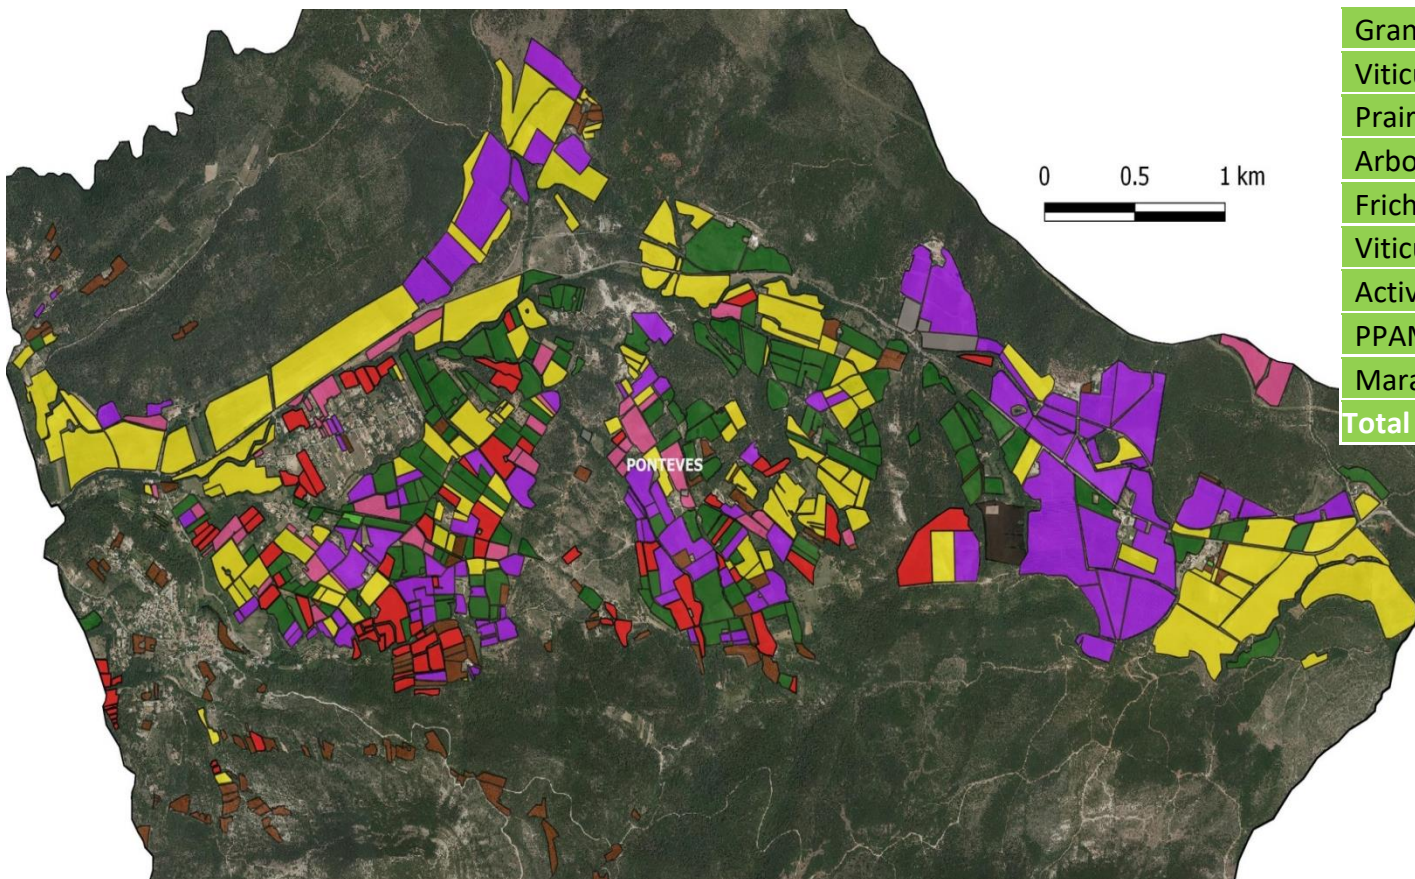 Gran
Vitic
Prair
Arbo
Frich
Vitic
Activ
PPAM
Mara
Total
0 0.5 1 km
PONTEVES